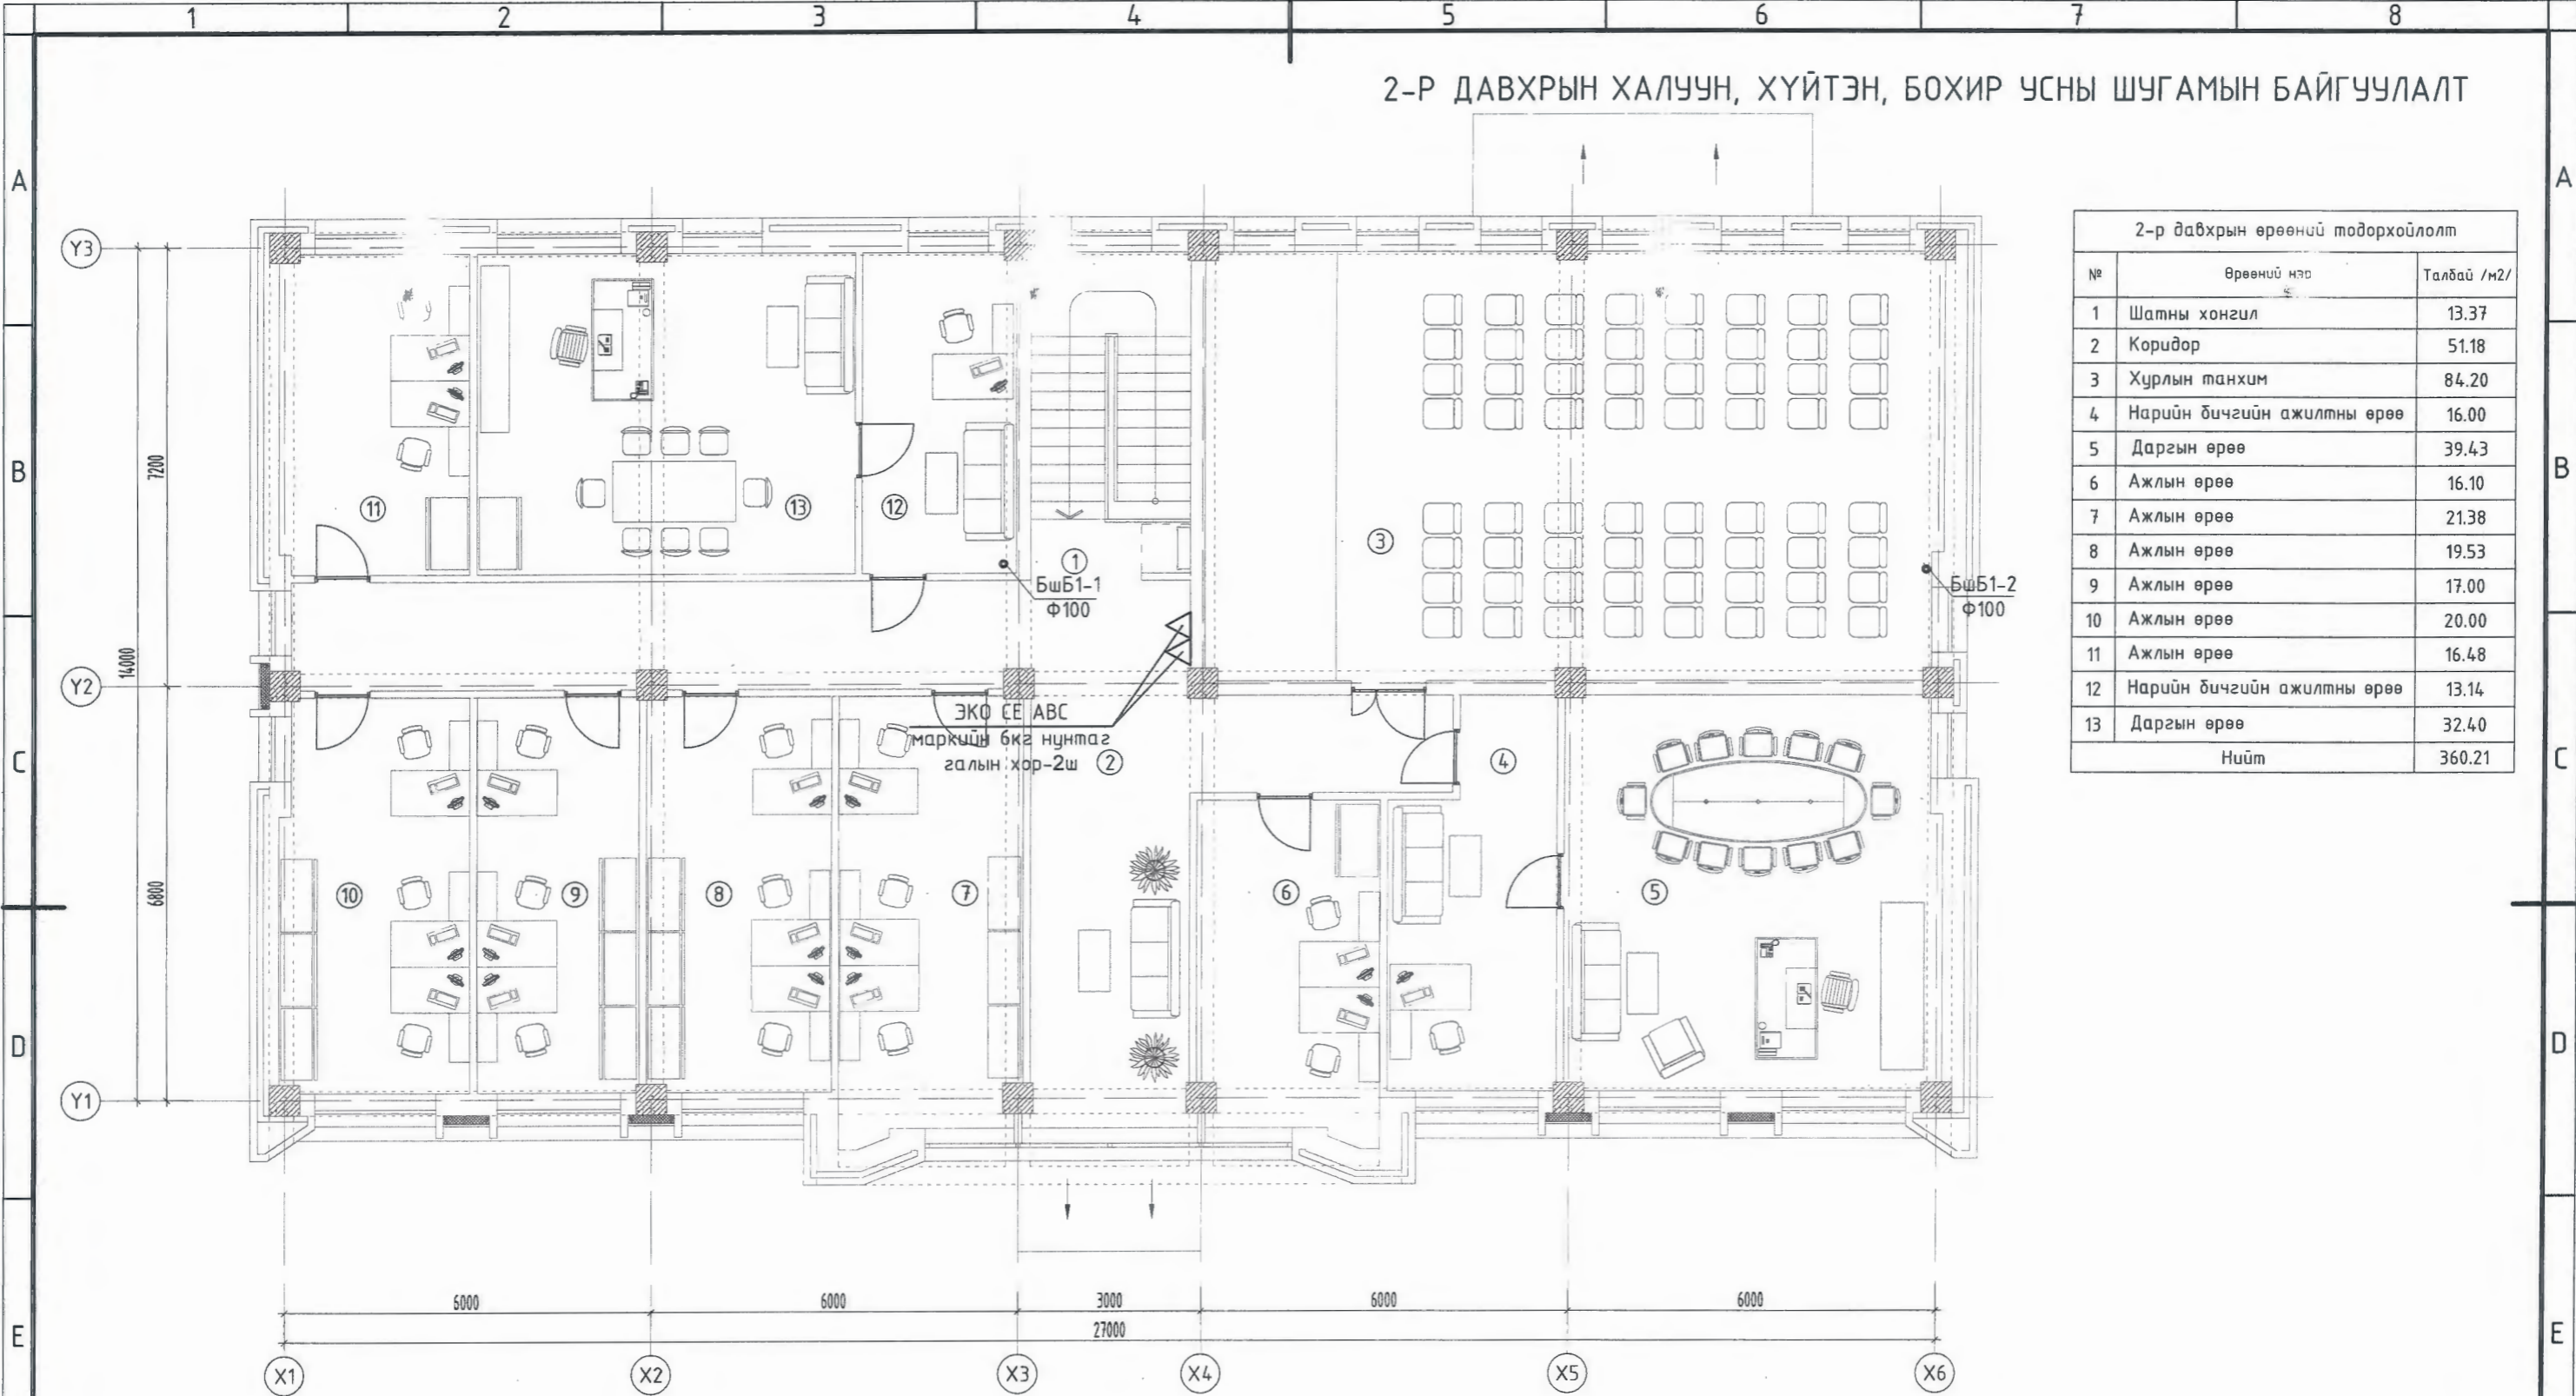 1 2 3 4 5 6 7 8
2-Р ДАВХРЫН ХАЛУУН, ХҮЙТЭН, БОХИР УСНЫ ШУГАМЫН БАЙГУУЛАЛТ
A A
Y3
2-р давхрын өрөөний тодорхойлолт
№ Өрөөний нэр Талбай /м2/
1 Шатны хонгил 13.37
2 Коридор 51.18
3 Хурлын танхим 84.20
4 Нарийн бичгийн ажилтны өрөө 16.00
5 Даргын өрөө 39.43
6 Ажлын өрөө 16.10
7 Ажлын өрөө 21.38
8 Ажлын өрөө 19.53
9 Ажлын өрөө 17.00
10 Ажлын өрөө 20.00
11 Ажлын өрөө 16.48
12 Нарийн бичгийн ажилтны өрөө 13.14
13 Даргын өрөө 32.40
Нийт 360.21
B B
7200
11 13 12 1 3
БшБ1-1
Ф100
БшБ1-2
Ф100
14000
Y2
ЭКО СЕ АВС
маркийн 6кг нунтаг
галын хор-2ш
2 4
C C
6800
10 9 8 7 6 5
D D
Y1
6000 6000 3000 6000 6000
27000
E E
X1 X2 X3 X4 X5 X6